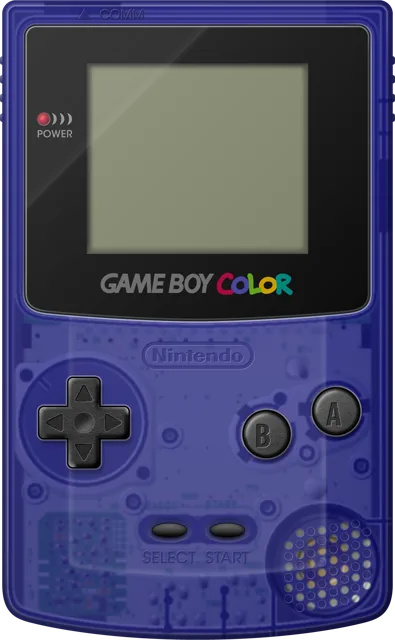 COMM
POWER
GAME BOY COLOR
Nintendo
B
A
SELECT START